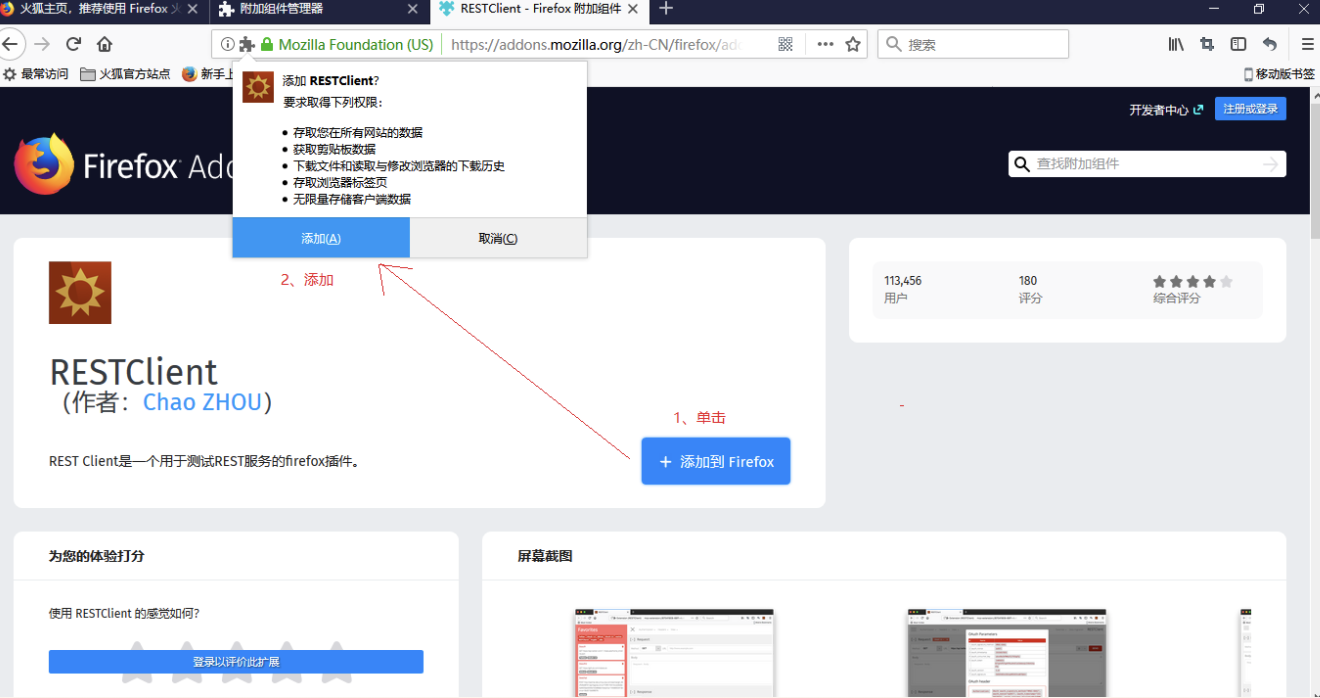 火狐主页，推荐使用 Firefox
附加组件管理器
RESTClient - Firefox 附加组件
Mozilla Foundation (US)
https://addons.mozilla.org/zh-CN/firefox/ad
搜索
最常访问
火狐官方站点
新手上
移动版书签
添加 RESTClient?
要求取得下列权限:
存取您在所有网站的数据
获取剪贴板数据
下载文件和读取与修改浏览器的下载历史
存取浏览器标签页
无限量存储客户端数据
添加(A)
取消(C)
开发者中心
注册或登录
Firefox Add
查找附加组件
2、添加
113,456
用户
180
评分
综合评分
RESTClient
（作者：Chao ZHOU）
1、单击
REST Client是一个用于测试REST服务的firefox插件。
+ 添加到 Firefox
为您的体验打分
使用 RESTClient 的感觉如何?
登录以评价此扩展
屏幕截图